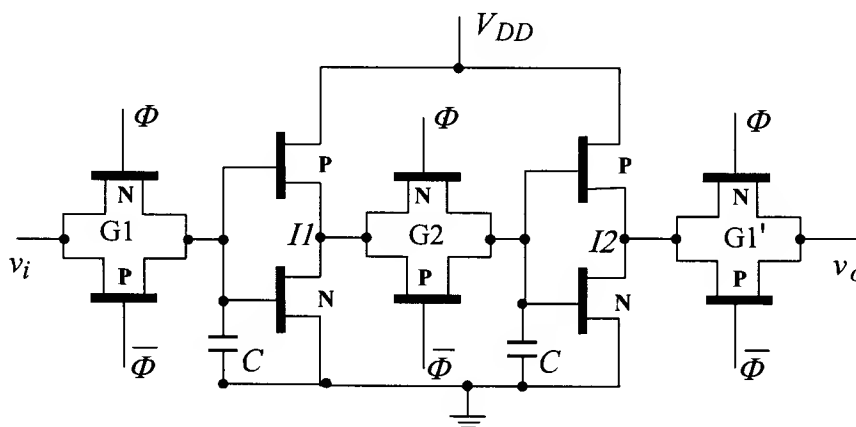 V_DD
Φ Φ Φ
P P
N N N
G1 I1 G2 I2 G1'
v_i P N P N P v_o
Φ̅ C Φ̅ C Φ̅